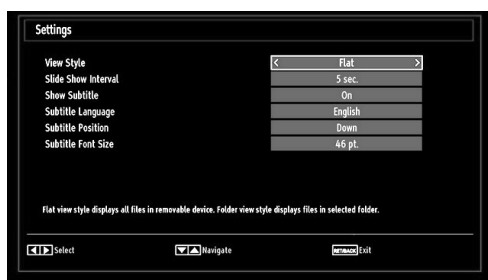 Settings
View Style < Flat >
Slide Show Interval 5 sec.
Show Subtitle On
Subtitle Language English
Subtitle Position Down
Subtitle Font Size 46 pt.
Flat view style displays all files in removable device. Folder view style displays files in selected folder.
Select Navigate RET/BACK Exit